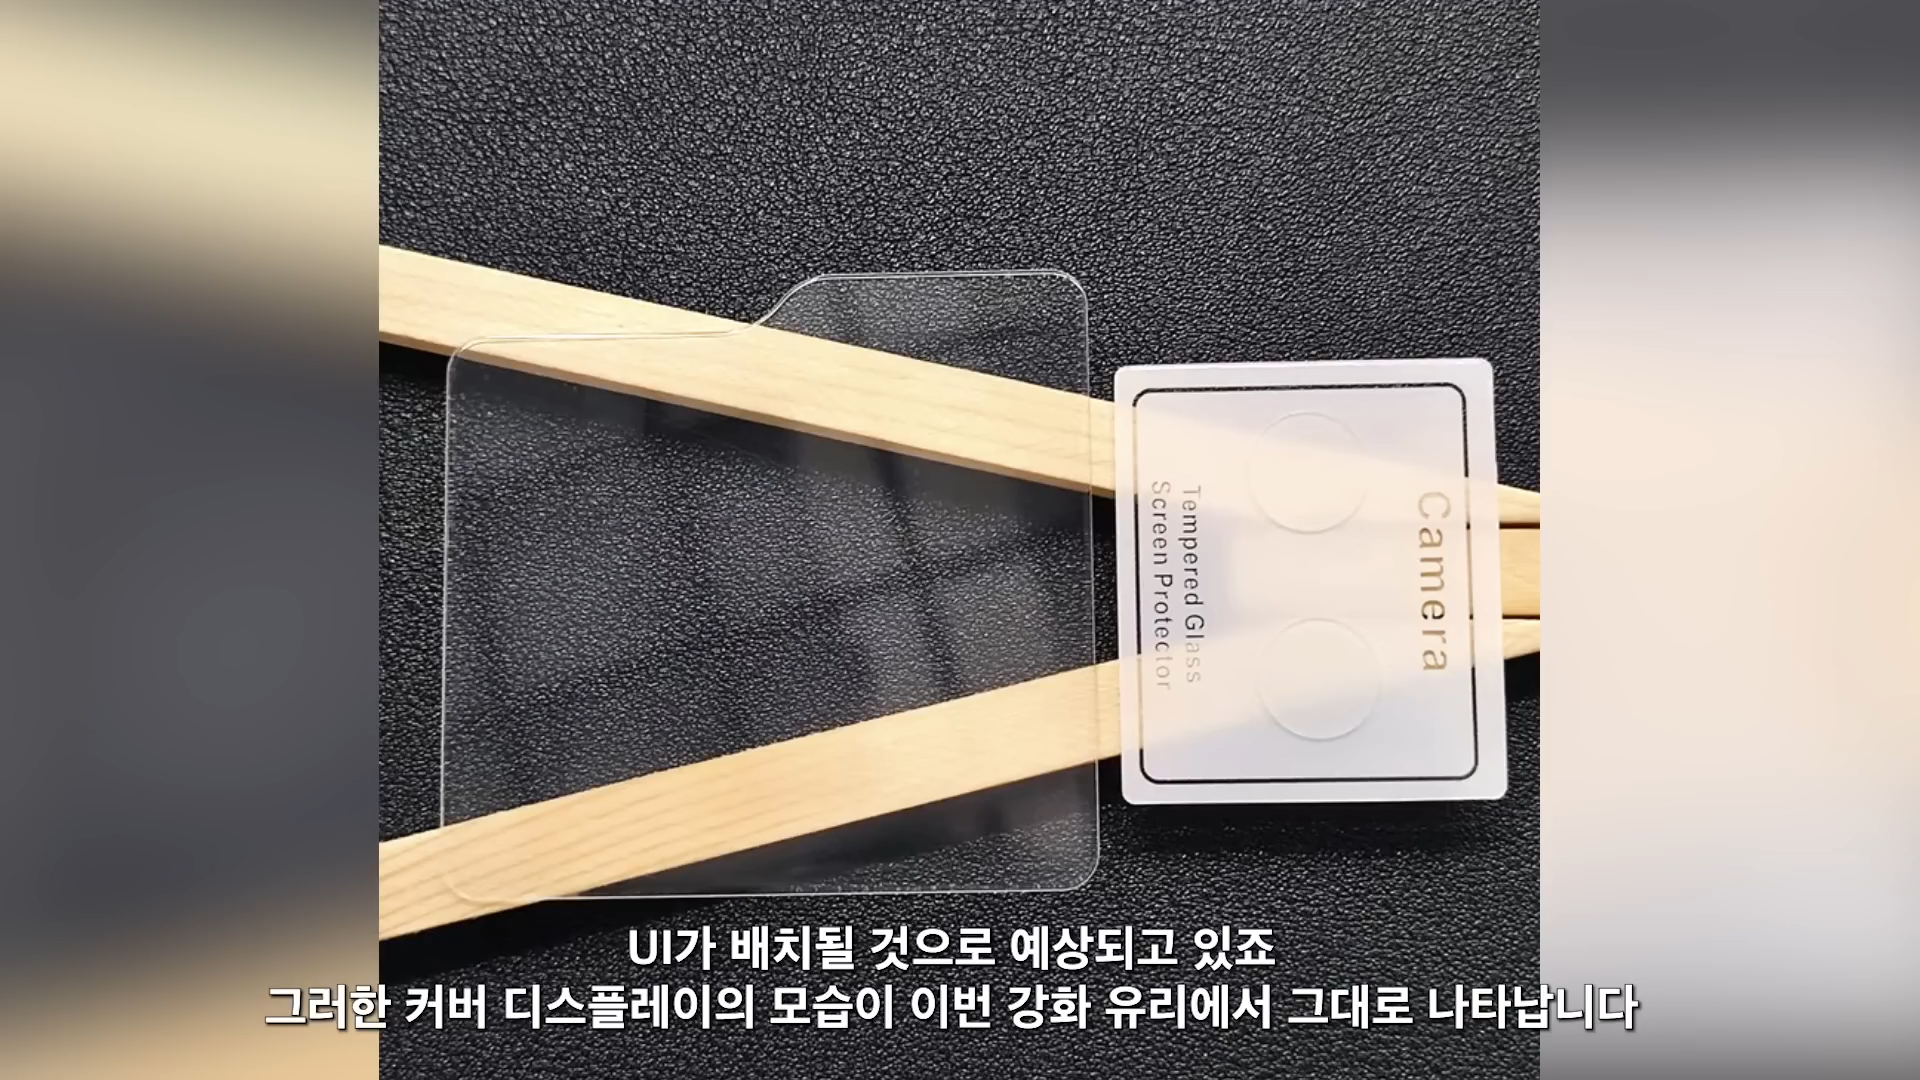 Camera
Tempered Glass
Screen Protector
UI가 배치될 것으로 예상되고 있죠
그러한 커버 디스플레이의 모습이 이번 강화 유리에서 그대로 나타납니다